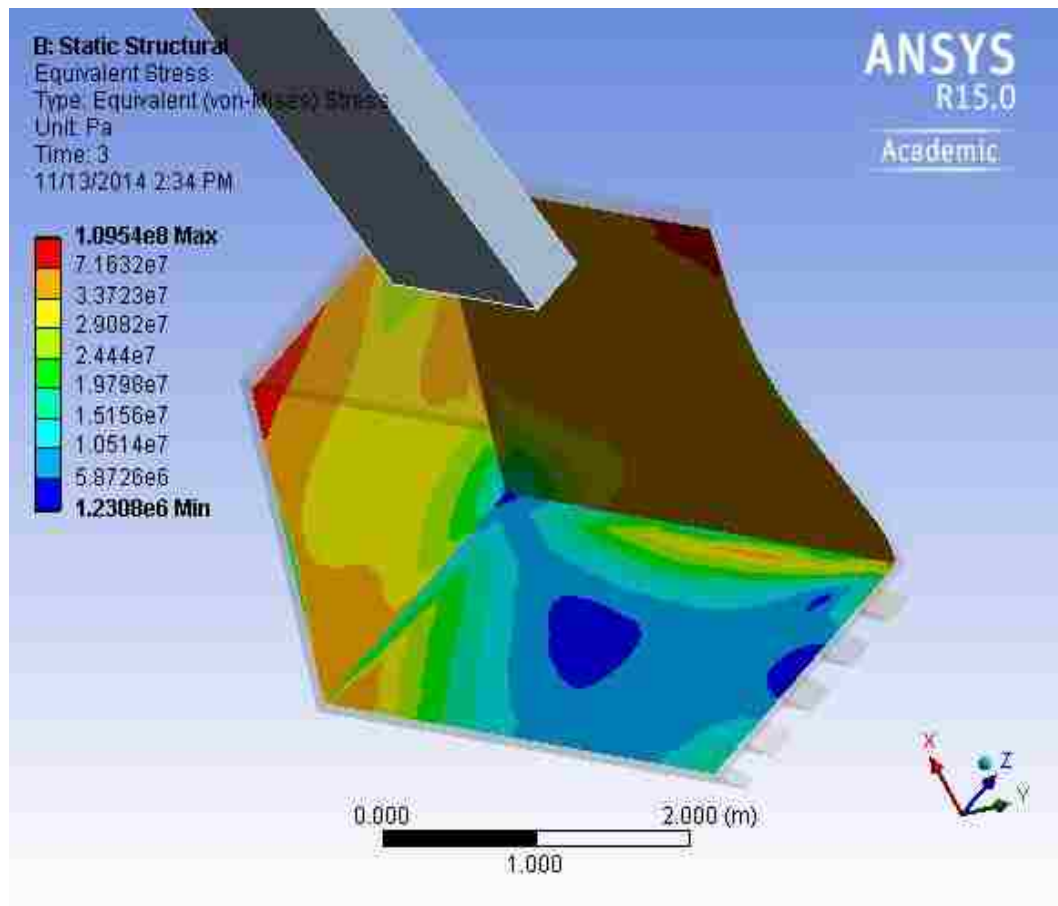 B: Static Structural
Equivalent Stress
Type: Equivalent (von-Mises) Stress
Unit: Pa
Time: 3
11/13/2014 2:34 PM
ANSYS
R15.0
Academic
1.0954e8 Max
7.1632e7
3.3723e7
2.9082e7
2.444e7
1.9798e7
1.5156e7
1.0514e7
5.8726e6
1.2308e6 Min
X
Z
Y
0.000
2.000 (m)
1.000